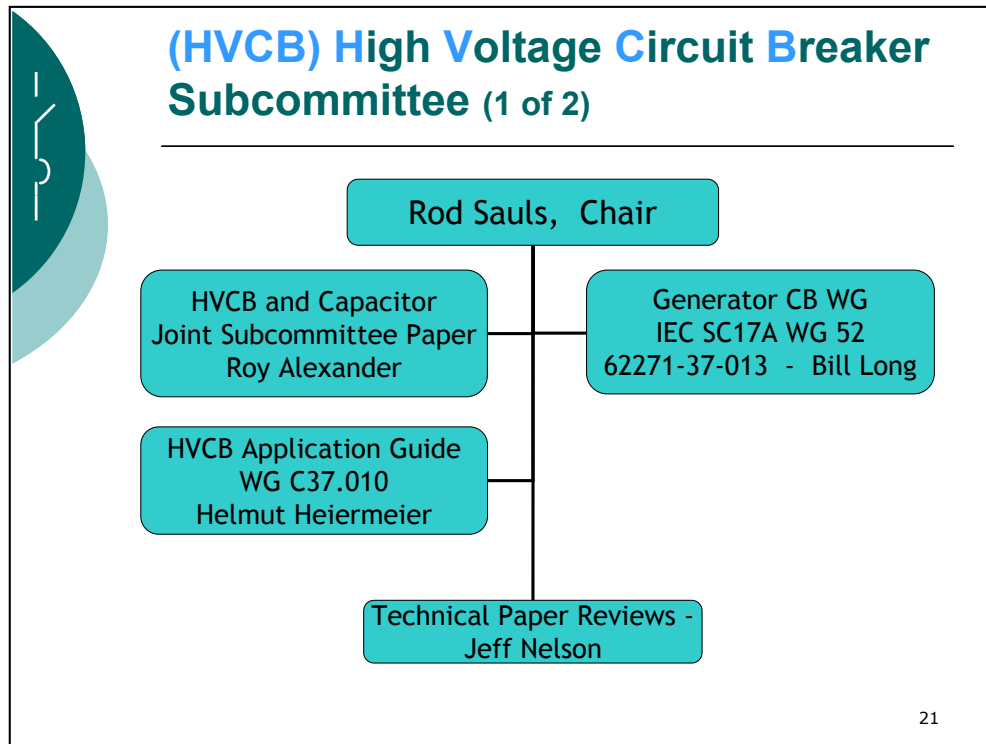 (HVCB) High Voltage Circuit Breaker
Subcommittee (1 of 2)
Rod Sauls, Chair
HVCB and Capacitor
Joint Subcommittee Paper
Roy Alexander
Generator CB WG
IEC SC17A WG 52
62271-37-013 - Bill Long
HVCB Application Guide
WG C37.010
Helmut Heiermeier
Technical Paper Reviews -
Jeff Nelson
21